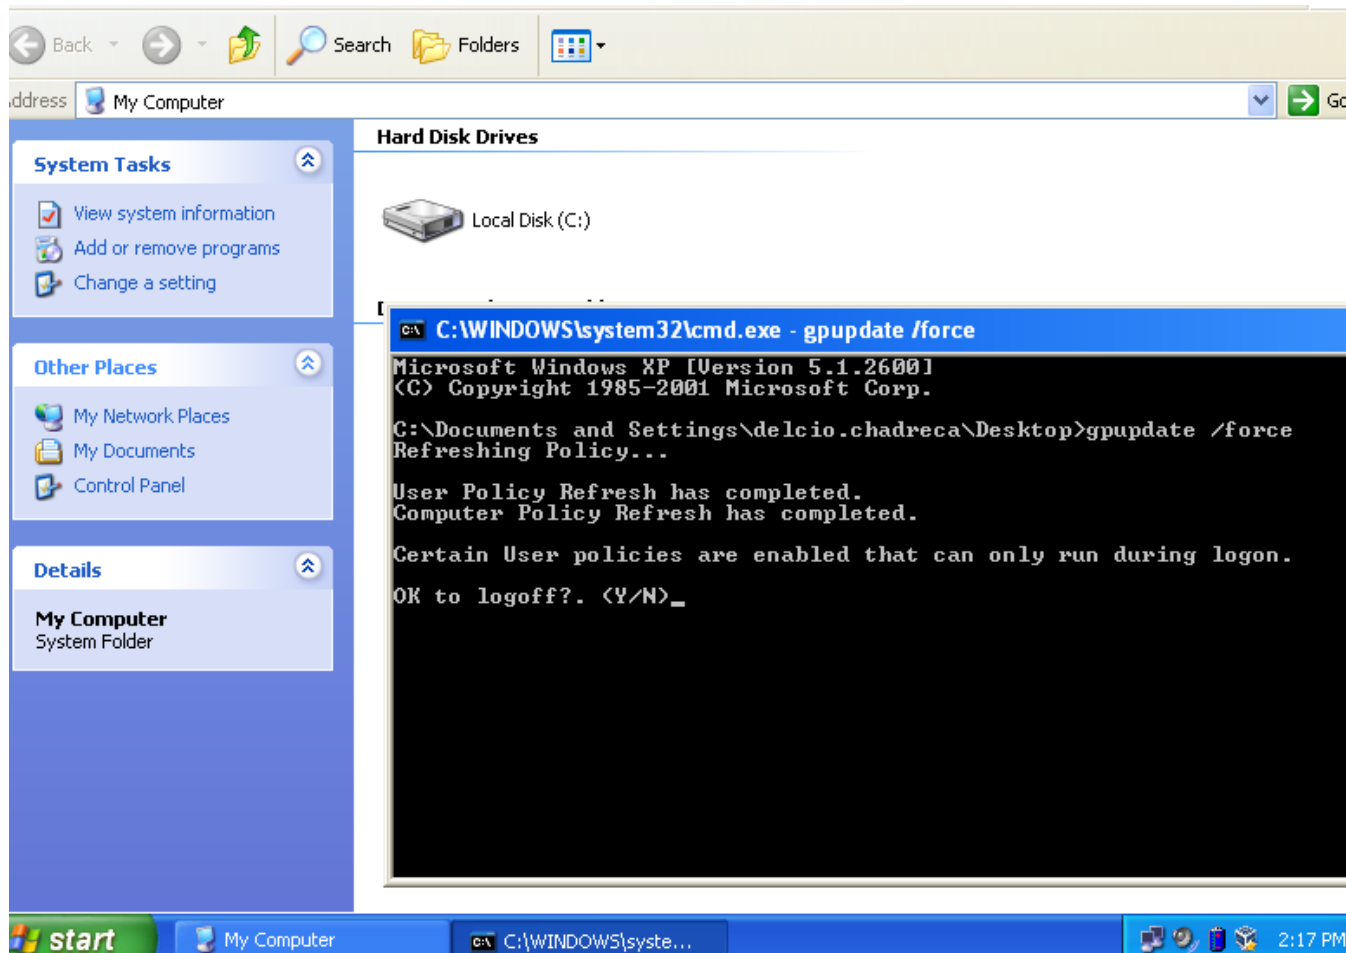 Back
Search
Folders
ddress
My Computer
Go
System Tasks
View system information
Add or remove programs
Change a setting
Other Places
My Network Places
My Documents
Control Panel
Details
My Computer
System Folder
Hard Disk Drives
Local Disk (C:)
C:\WINDOWS\system32\cmd.exe - gpupdate /force
Microsoft Windows XP [Version 5.1.2600]
(C) Copyright 1985-2001 Microsoft Corp.
C:\Documents and Settings\delcio.chadreca\Desktop>gpupdate /force
Refreshing Policy...
User Policy Refresh has completed.
Computer Policy Refresh has completed.
Certain User policies are enabled that can only run during logon.
OK to logoff?. (Y/N)_
start
My Computer
C:\WINDOWS\syste...
2:17 PM